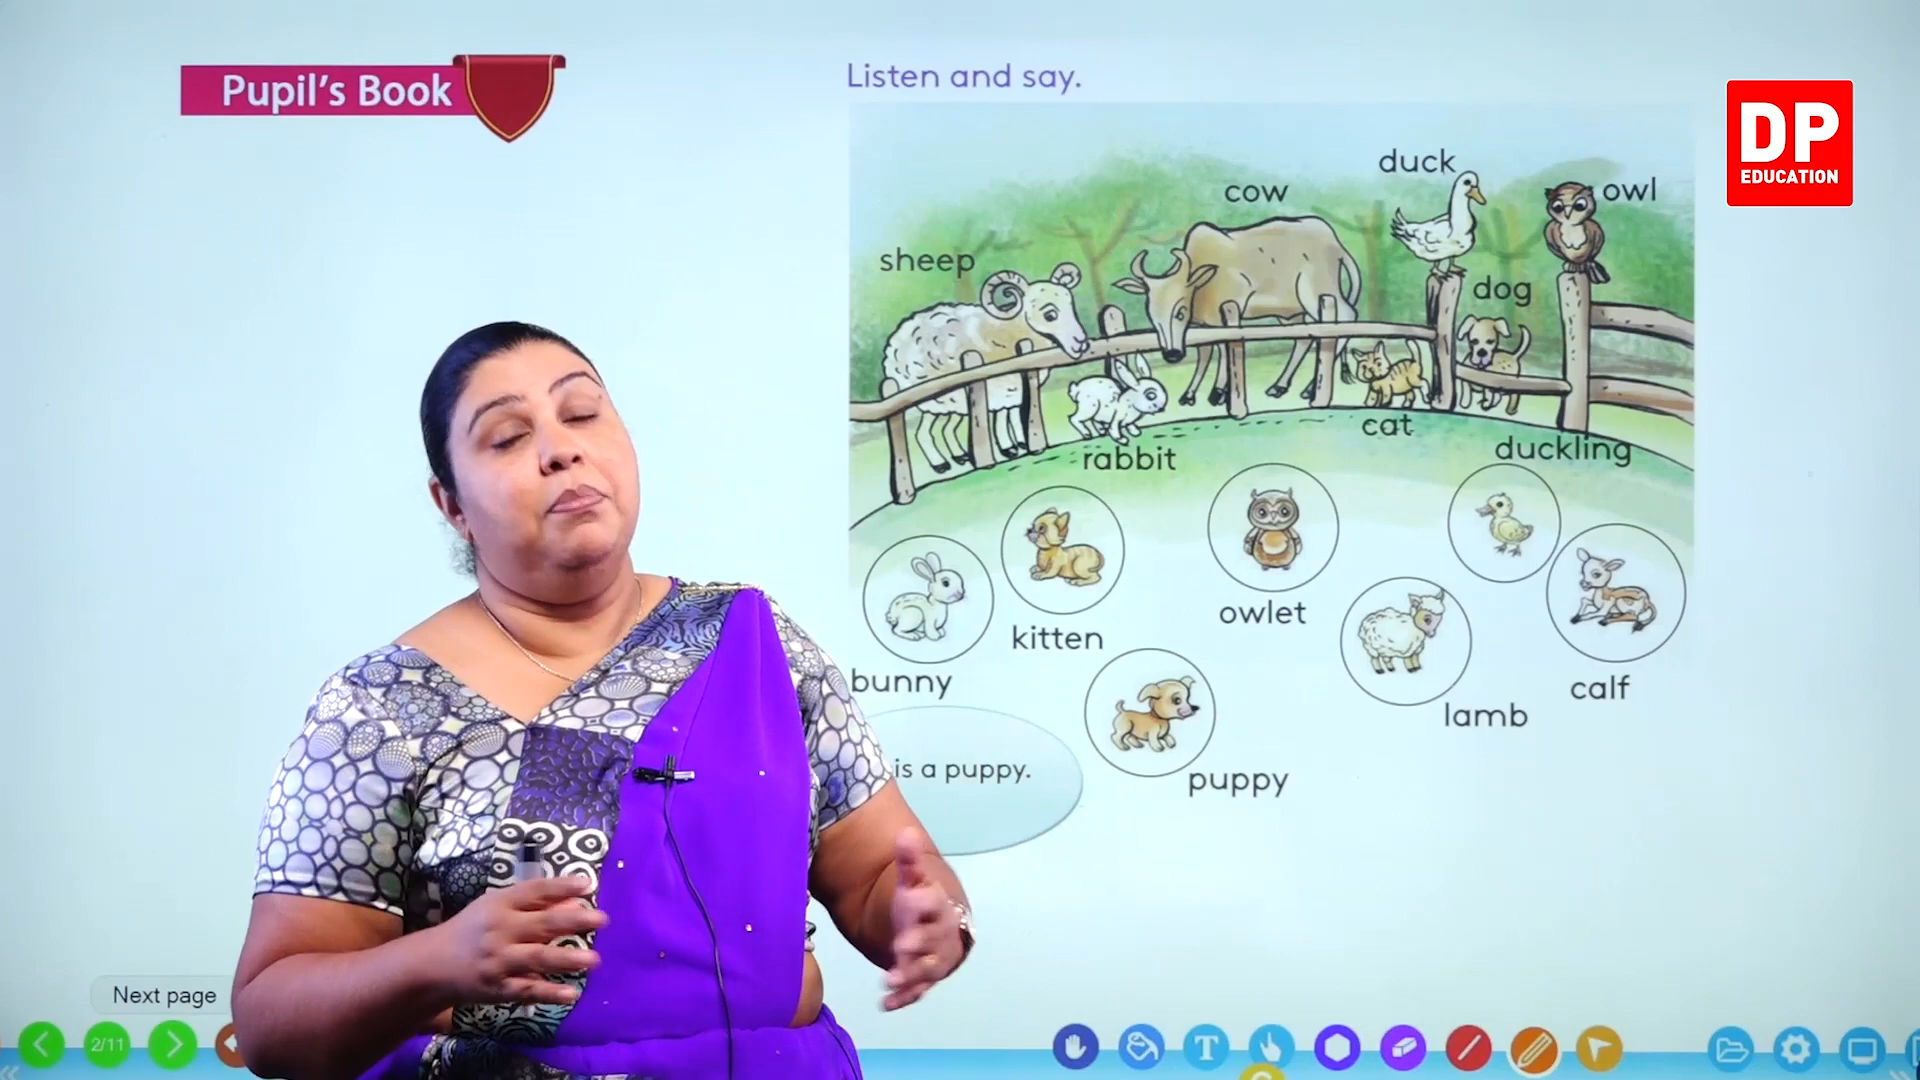 Pupil's Book
Listen and say.
DP
EDUCATION
duck
cow
owl
sheep
dog
cat
rabbit
duckling
owlet
kitten
bunny
calf
lamb
is a puppy.
puppy
Next page
2/11
T